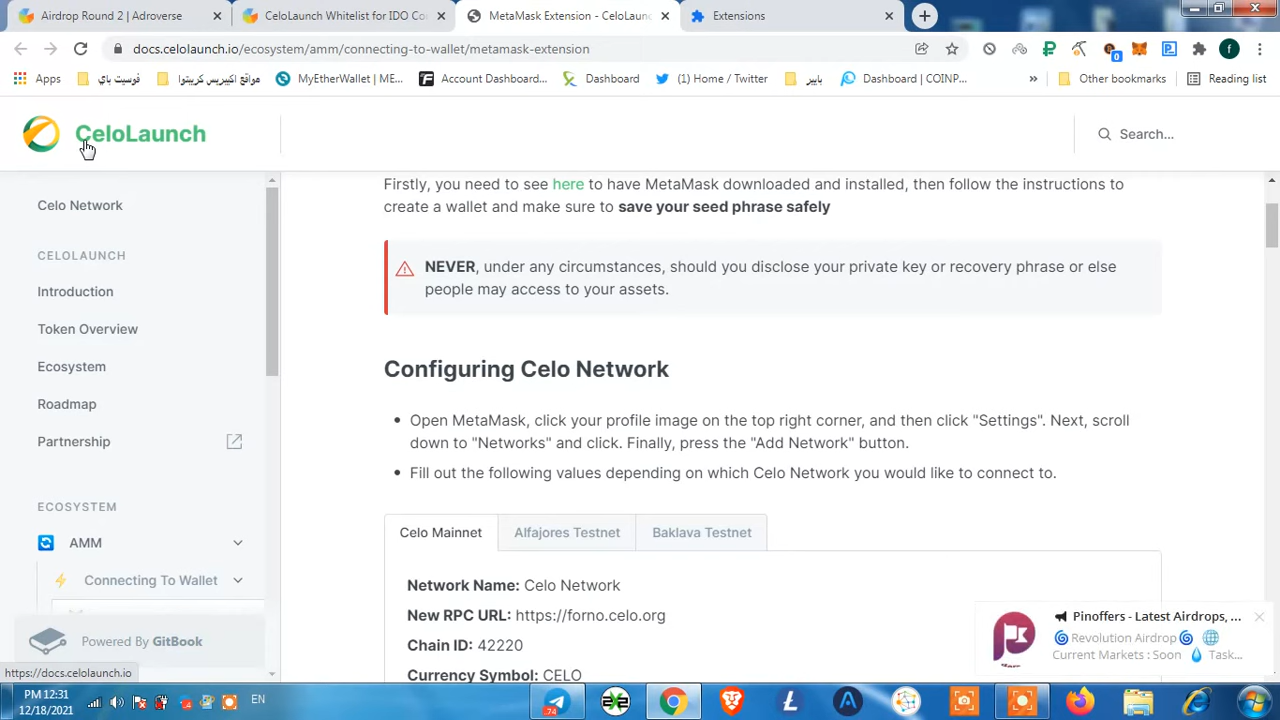 Airdrop Round 2 | Adroverse
CeloLaunch Whitelist for IDO Co
MetaMask Extension - CeloLaun
Extensions
docs.celolaunch.io/ecosystem/amm/connecting-to-wallet/metamask-extension
0
f
Apps
فوسيت باي
مواقع اكيبريس كريبتوا
MyEtherWallet | ME...
Account Dashboard...
Dashboard
(1) Home / Twitter
بايير
Dashboard | COINP...
»
Other bookmarks
Reading list
CeloLaunch
Search...
Celo Network
CELOLAUNCH
Introduction
Token Overview
Ecosystem
Roadmap
Partnership
ECOSYSTEM
AMM
Connecting To Wallet
Powered By GitBook
https://docs.celolaunch.io
Firstly, you need to see here to have MetaMask downloaded and installed, then follow the instructions to
create a wallet and make sure to save your seed phrase safely
NEVER, under any circumstances, should you disclose your private key or recovery phrase or else
people may access to your assets.
Configuring Celo Network
• Open MetaMask, click your profile image on the top right corner, and then click "Settings". Next, scroll
down to "Networks" and click. Finally, press the "Add Network" button.
• Fill out the following values depending on which Celo Network you would like to connect to.
Celo Mainnet
Alfajores Testnet
Baklava Testnet
Network Name: Celo Network
New RPC URL: https://forno.celo.org
Chain ID: 42220
Currency Symbol: CELO
Pinoffers - Latest Airdrops, ...
Revolution Airdrop
Current Markets : Soon Task...
PM 12:31
12/18/2021
EN
74